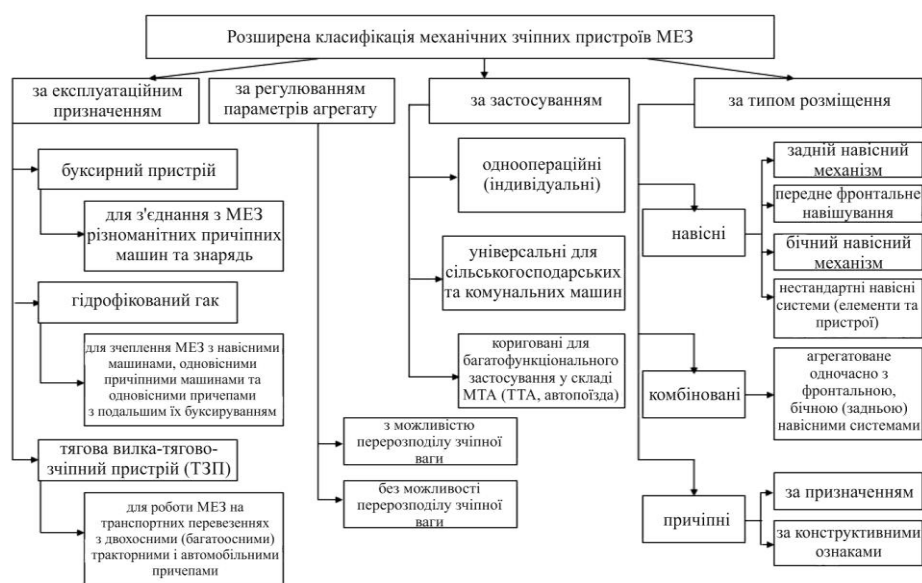 Розширена класифікація механічних зчіпних пристроїв МЕЗ
за експлуатаційним
призначенням
буксирний пристрій
для з'єднання з МЕЗ
різноманітних причіпних
машин та знарядь
гідрофікований гак
для зчеплення МЕЗ з навісними
машинами, одновісними
причіпними машинами та
одновісними причепами
з подальшим їх буксируванням
тягова вилка-тягово-
зчіпний пристрій (ТЗП)
для роботи МЕЗ на
транспортних перевезеннях
з двохосними (багатоосними)
тракторними і автомобільними
причепами
за регулюванням
параметрів агрегату
з можливістю
перерозподілу зчіпної
ваги
без можливості
перерозподілу зчіпної
ваги
за застосуванням
одноопераційні
(індивідуальні)
універсальні для
сільськогосподарських
та комунальних машин
кориговані для
багатофункціонального
застосування у складі
МТА (ТТА, автопоїзда)
за типом розміщення
навісні
задній навісний
механізм
передне фронтальне
навішування
бічний навісний
механізм
нестандартні навісні
системи (елементи та
пристрої)
комбіновані
агрегатоване
одночасно з
фронтальною,
бічною (задньою)
навісними системами
причіпні
за призначенням
за конструктивними
ознаками